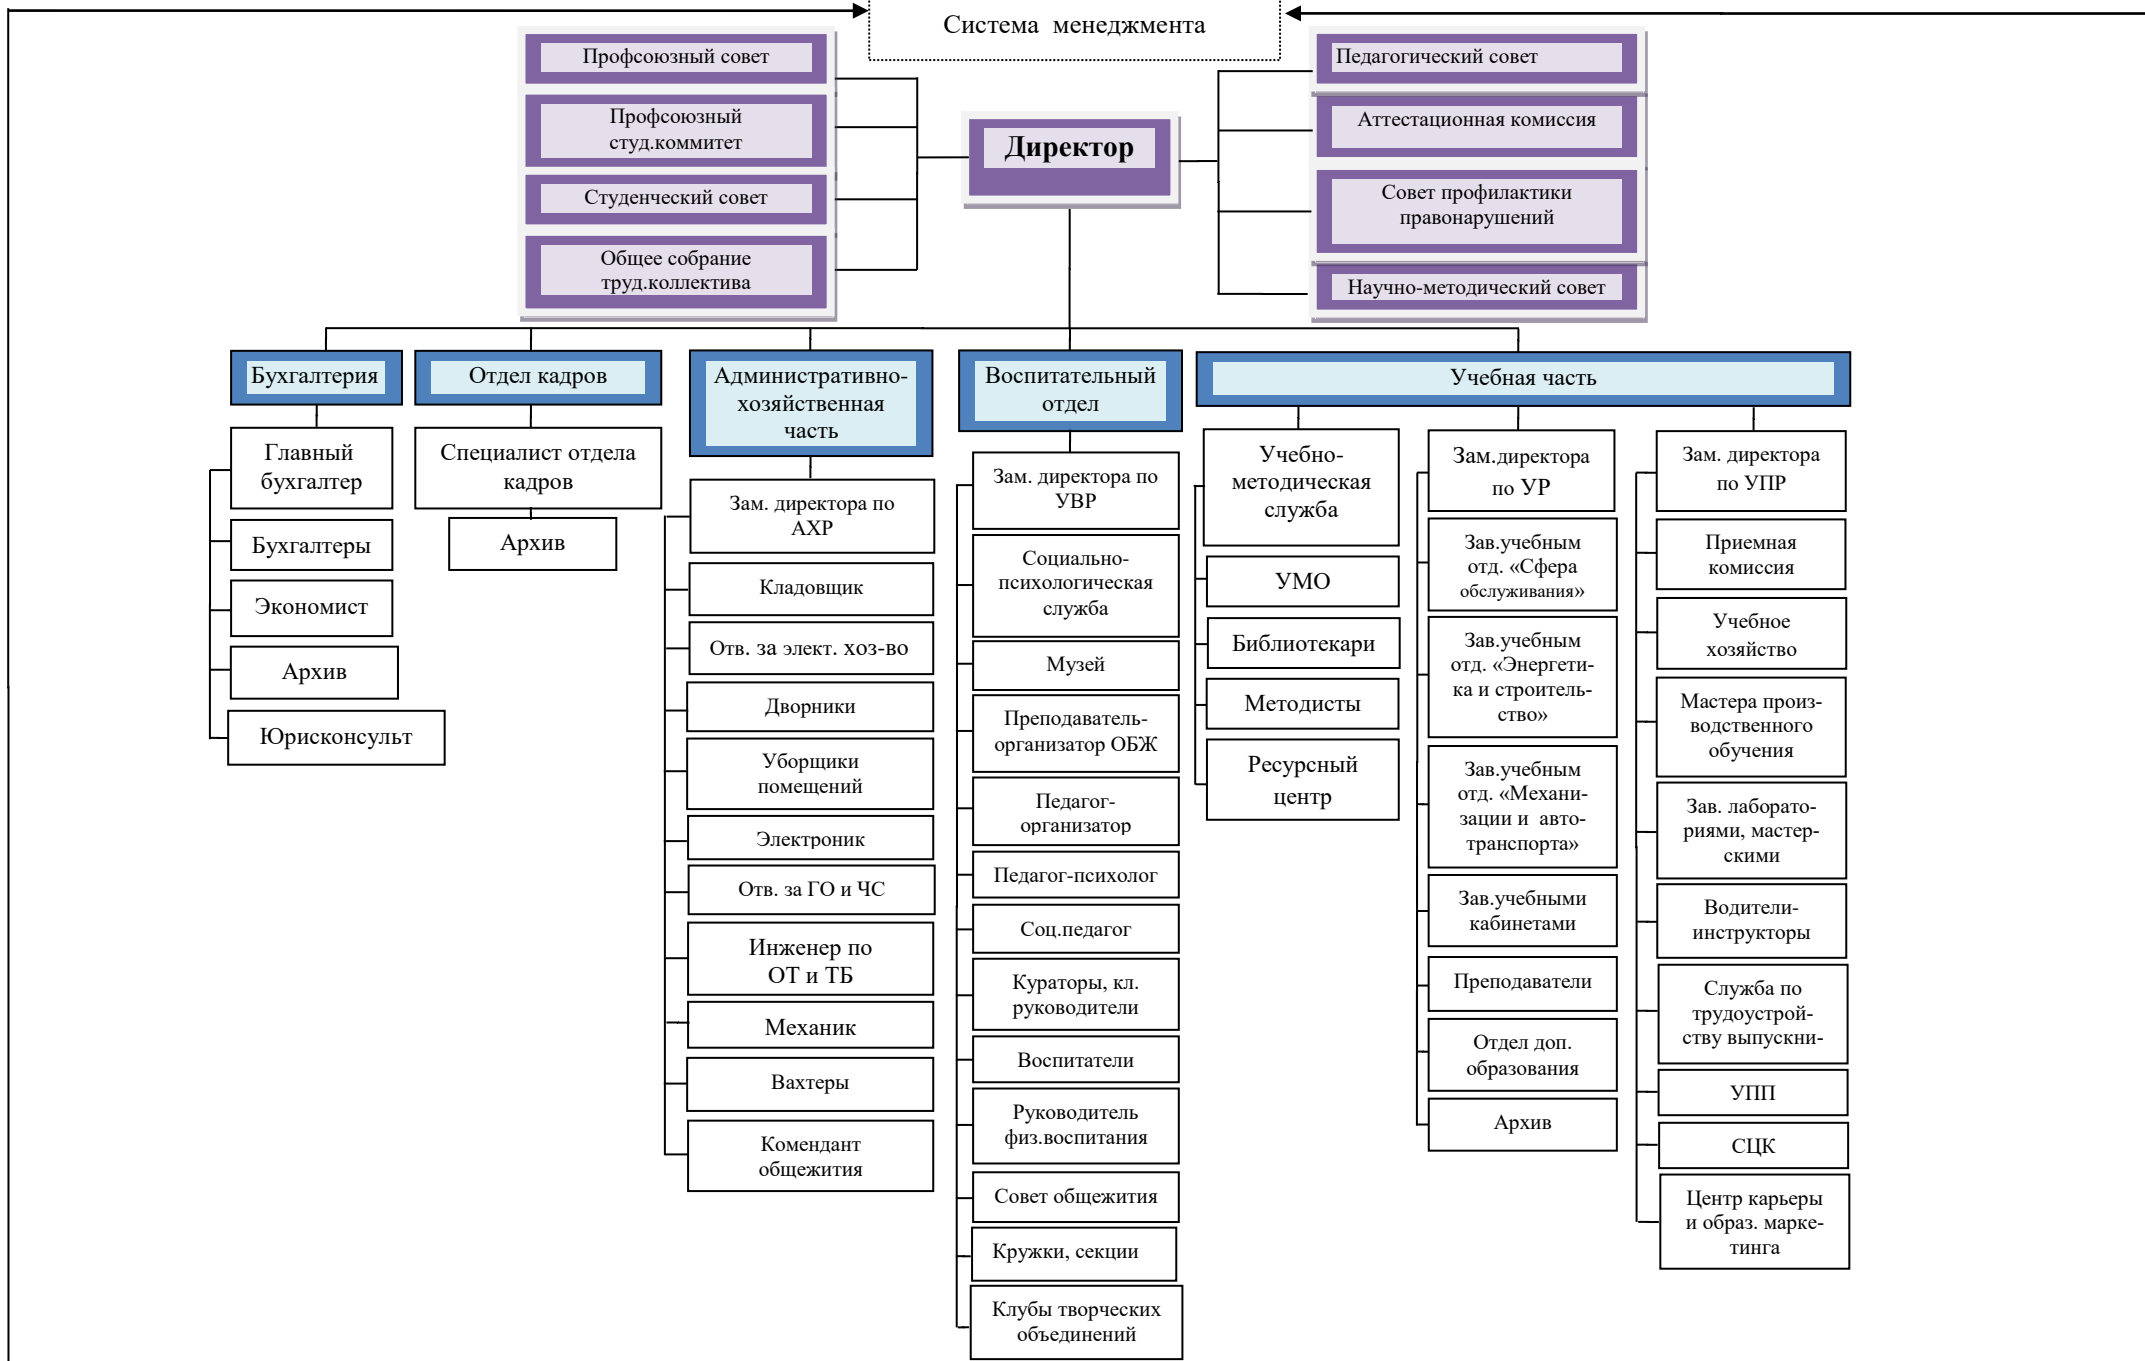 Система менеджмента
Профсоюзный совет
Профсоюзный
студ.коммитет
Студенческий совет
Общее собрание
труд.коллектива
Директор
Педагогический совет
Аттестационная комиссия
Совет профилактики
правонарушений
Научно-методический совет
Бухгалтерия
Главный
бухгалтер
Бухгалтеры
Экономист
Архив
Юрисконсульт
Отдел кадров
Специалист отдела
кадров
Архив
Административно-
хозяйственная
часть
Зам. директора по
АХР
Кладовщик
Отв. за элект. хоз-во
Дворники
Уборщики
помещений
Электроник
Отв. за ГО и ЧС
Инженер по
ОТ и ТБ
Механик
Вахтеры
Комендант
общежития
Воспитательный
отдел
Зам. директора по
УВР
Социально-
психологическая
служба
Музей
Преподаватель-
организатор ОБЖ
Педагог-
организатор
Педагог-психолог
Соц.педагог
Кураторы, кл.
руководители
Воспитатели
Руководитель
физ.воспитания
Совет общежития
Кружки, секции
Клубы творческих
объединений
Учебная часть
Учебно-
методическая
служба
УМО
Библиотекари
Методисты
Ресурсный
центр
Зам.директора
по УР
Зав.учебным
отд. «Сфера
обслуживания»
Зав.учебным
отд. «Энергети-
ка и строитель-
ство»
Зав.учебным
отд. «Механи-
зации и авто-
транспорта»
Зав.учебными
кабинетами
Преподаватели
Отдел доп.
образования
Архив
Зам. директора
по УПР
Приемная
комиссия
Учебное
хозяйство
Мастера произ-
водственного
обучения
Зав. лаборато-
риями, мастер-
скими
Водители-
инструкторы
Служба по
трудоустрой-
ству выпускни-
УПП
СЦК
Центр карьеры
и образ. марке-
тинга